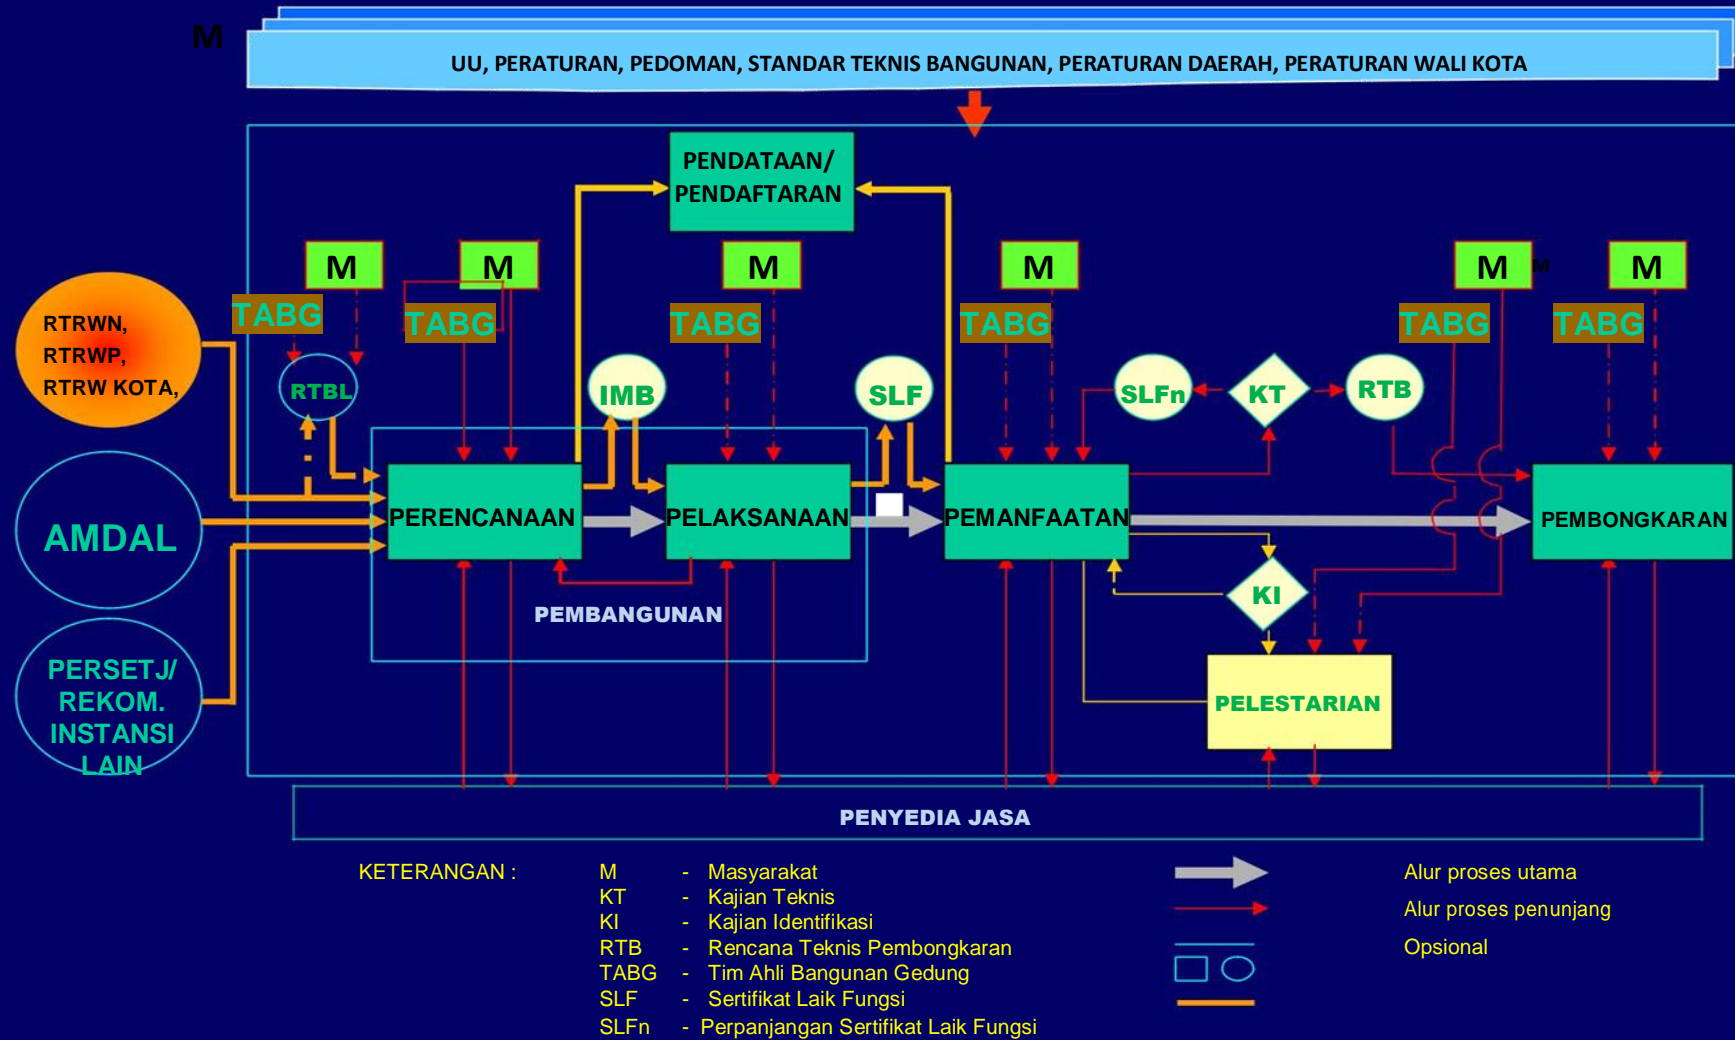 M
UU, PERATURAN, PEDOMAN, STANDAR TEKNIS BANGUNAN, PERATURAN DAERAH, PERATURAN WALI KOTA
PENDATAAN/
PENDAFTARAN
M
M
M
M
M
M
M
TABG
TABG
TABG
TABG
TABG
TABG
RTRWN,
RTRWP,
RTRW KOTA,
RTBL
IMB
SLF
SLFn
KT
RTB
AMDAL
PERENCANAAN
PELAKSANAAN
PEMANFAATAN
PEMBONGKARAN
PEMBANGUNAN
KI
PERSETJ/
REKOM.
INSTANSI
LAIN
PELESTARIAN
PENYEDIA JASA
KETERANGAN :
M - Masyarakat
KT - Kajian Teknis
KI - Kajian Identifikasi
RTB - Rencana Teknis Pembongkaran
TABG - Tim Ahli Bangunan Gedung
SLF - Sertifikat Laik Fungsi
SLFn - Perpanjangan Sertifikat Laik Fungsi
Alur proses utama
Alur proses penunjang
Opsional